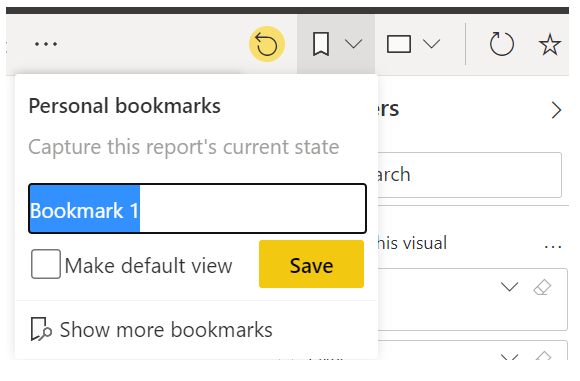 Personal bookmarks
ers
Capture this report's current state
arch
Bookmark 1
his visual
Make default view
Save
Show more bookmarks